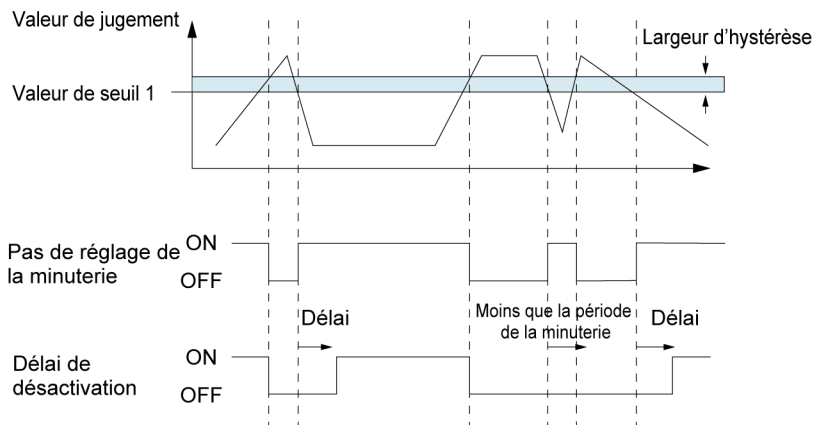 Valeur de jugement
Largeur d’hystérèse
Valeur de seuil 1
Pas de réglage de
la minuterie
ON
OFF
Délai
Moins que la période
de la minuterie
Délai
Délai de
désactivation
ON
OFF